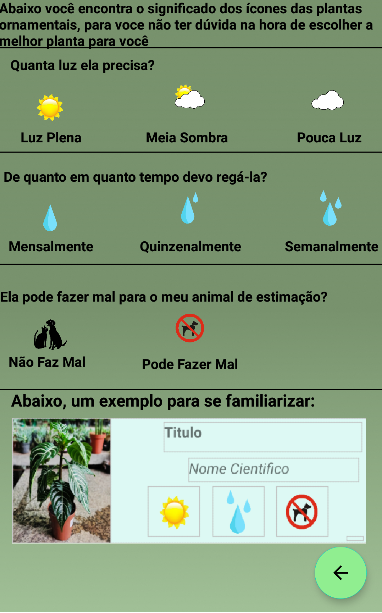 Abaixo você encontra o significado dos ícones das plantas
ornamentais, para voce não ter dúvida na hora de escolher a
melhor planta para você
Quanta luz ela precisa?
Luz Plena
Meia Sombra
Pouca Luz
De quanto em quanto tempo devo regá-la?
Mensalmente
Quinzenalmente
Semanalmente
Ela pode fazer mal para o meu animal de estimação?
Não Faz Mal
Pode Fazer Mal
Abaixo, um exemplo para se familiarizar:
Titulo
Nome Cientifico